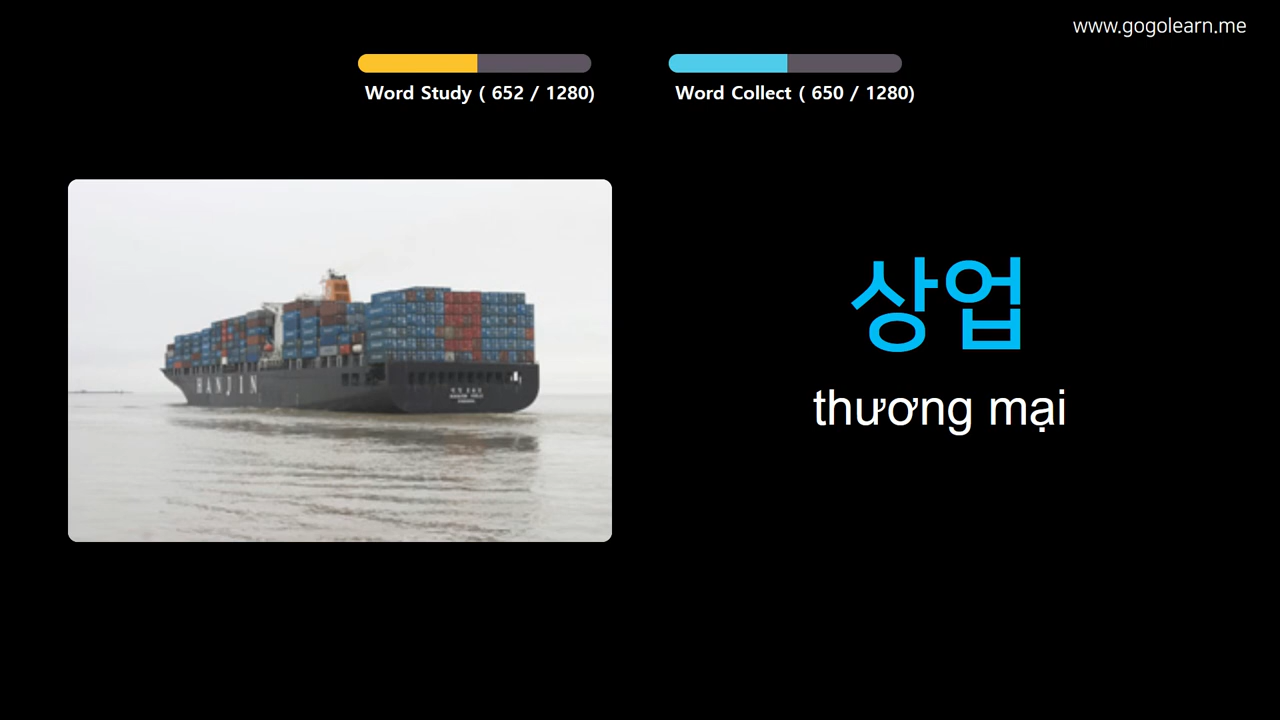 www.gogolearn.me
Word Study ( 652 / 1280)
Word Collect ( 650 / 1280)
HANJIN
상업
thương mại